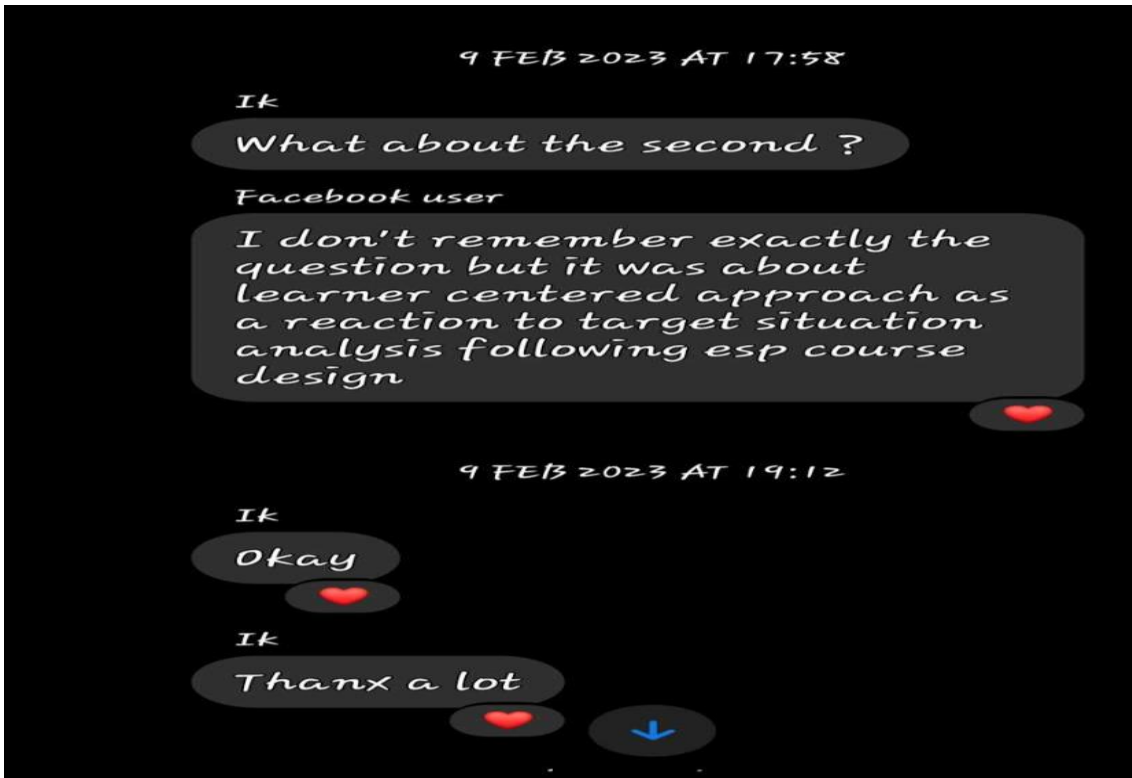 9 FEB 2023 AT 17:58
Ik
What about the second ?
Facebook user
I don't remember exactly the
question but it was about
learner centered approach as
a reaction to target situation
analysis following esp course
design
9 FEB 2023 AT 19:12
Ik
Okay
Ik
Thanx a lot